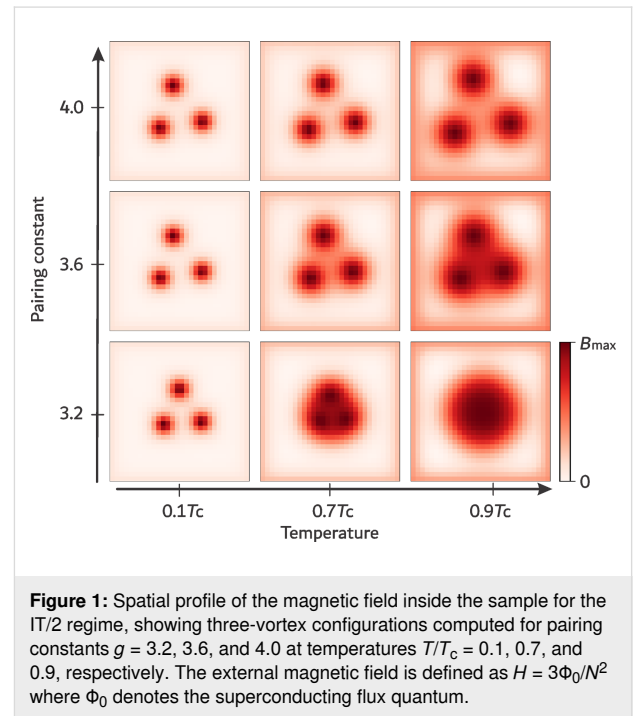 4.0
3.6
3.2
Pairing constant
Bmax
0
0.1Tc
0.7Tc
0.9Tc
Temperature
Figure 1: Spatial profile of the magnetic field inside the sample for the
IT/2 regime, showing three-vortex configurations computed for pairing
constants g = 3.2, 3.6, and 4.0 at temperatures T/Tc = 0.1, 0.7, and
0.9, respectively. The external magnetic field is defined as H = 3Φ0/N²
where Φ0 denotes the superconducting flux quantum.